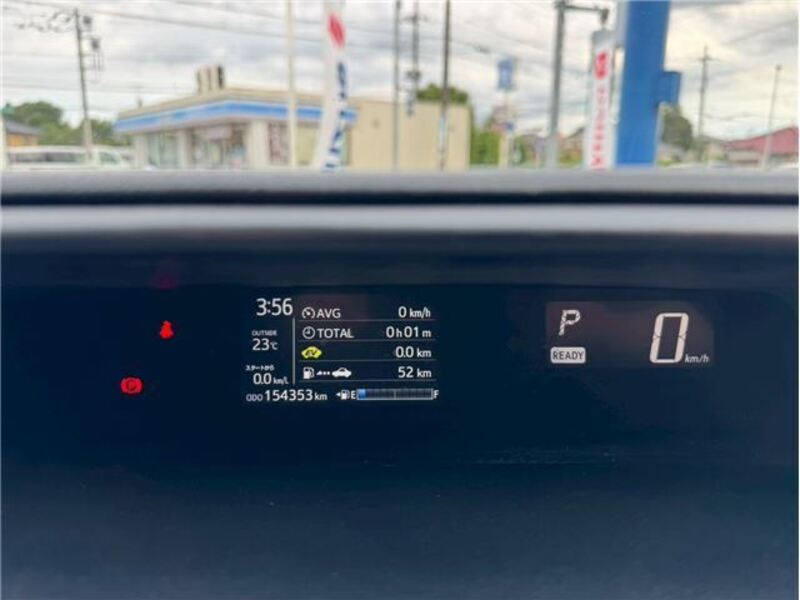 3:56
AVG 0 km/h
OUTSIDE
23℃
TOTAL 0h01m
EV 0.0 km
スタートから
0.0 km/L
52 km
ODO 154353 km
E F
P
READY
0 km/h